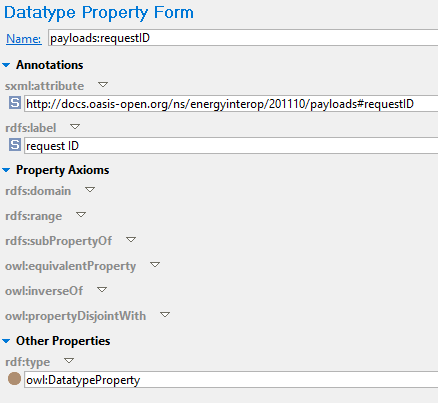 Datatype Property Form
Name: payloads:requestID
Annotations
sxml:attribute
S http://docs.oasis-open.org/ns/energyinterop/201110/payloads#requestID
rdfs:label
S request ID
Property Axioms
rdfs:domain
rdfs:range
rdfs:subPropertyOf
owl:equivalentProperty
owl:inverseOf
owl:propertyDisjointWith
Other Properties
rdf:type
owl:DatatypeProperty